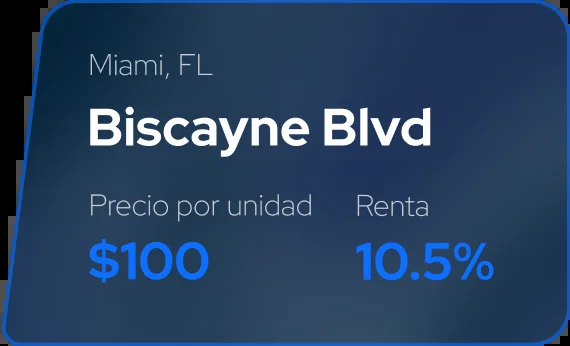 Miami, FL
Biscayne Blvd
Precio por unidad Renta
$100 10.5%